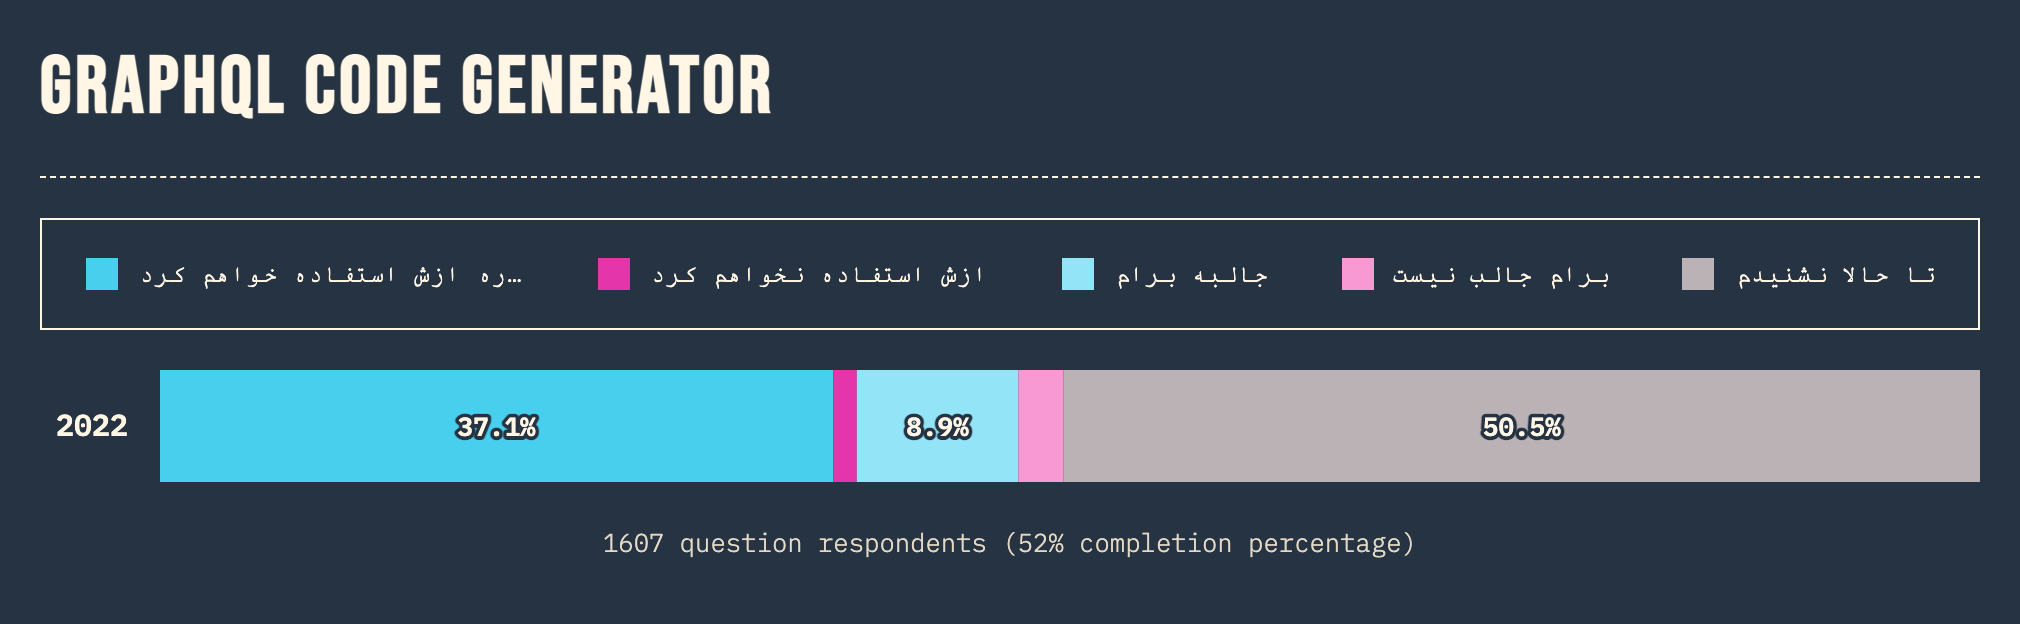 GRAPHQL CODE GENERATOR
ره ازش استفاده خواهم کرد…
ازش استفاده نخواهم کرد
جالبه برام
برام جالب نیست
تا حالا نشنیدم
2022 37.1% 8.9% 50.5%
1607 question respondents (52% completion percentage)